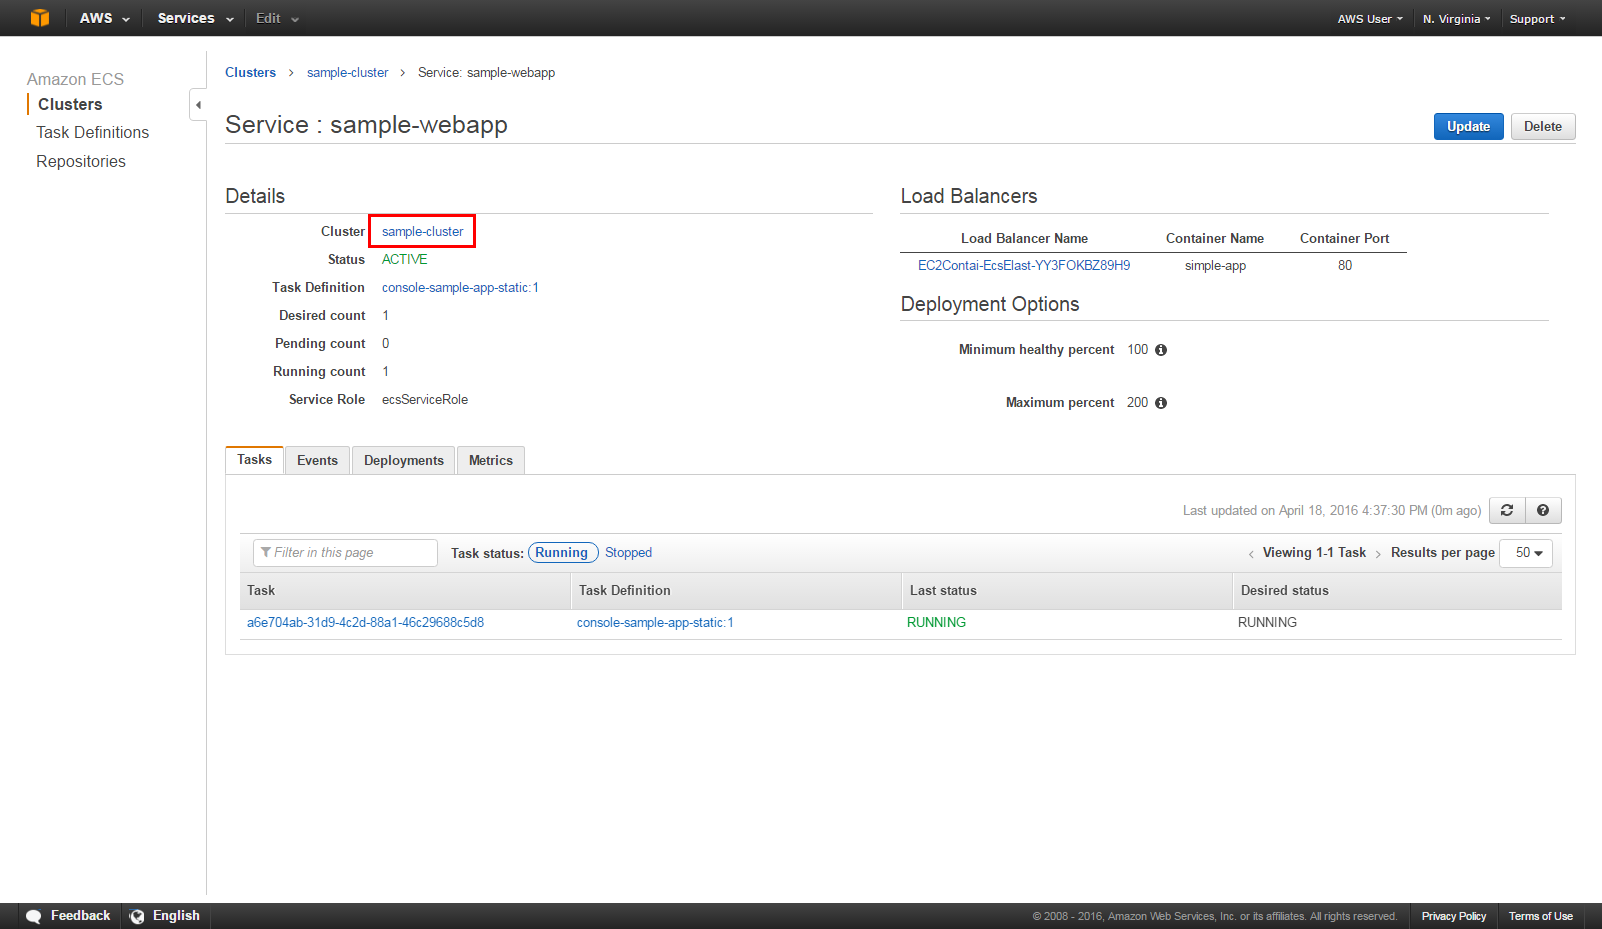 AWS Services Edit AWS User N. Virginia Support
Amazon ECS
Clusters
Task Definitions
Repositories
Clusters > sample-cluster > Service: sample-webapp
Service : sample-webapp
Update Delete
Details
Cluster sample-cluster
Status ACTIVE
Task Definition console-sample-app-static:1
Desired count 1
Pending count 0
Running count 1
Service Role ecsServiceRole
Load Balancers
Load Balancer Name Container Name Container Port
EC2Contai-EcsElast-YY3FOKBZ89H9 simple-app 80
Deployment Options
Minimum healthy percent 100
Maximum percent 200
Tasks Events Deployments Metrics
Last updated on April 18, 2016 4:37:30 PM (0m ago)
Filter in this page Task status: Running Stopped < Viewing 1-1 Task > Results per page 50
Task Task Definition Last status Desired status
a6e704ab-31d9-4c2d-88a1-46c29688c5d8 console-sample-app-static:1 RUNNING RUNNING
Feedback English © 2008 - 2016, Amazon Web Services, Inc. or its affiliates. All rights reserved. Privacy Policy Terms of Use